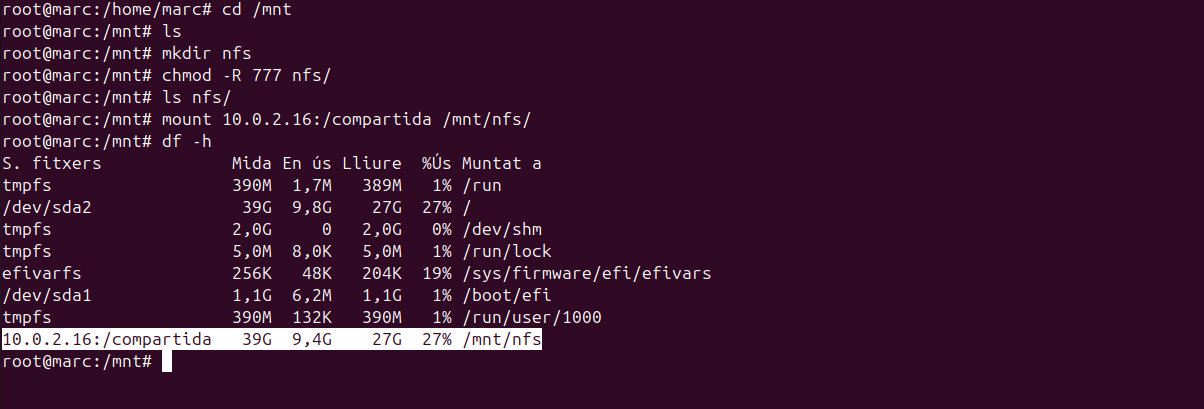 root@marc:/home/marc# cd /mnt
root@marc:/mnt# ls
root@marc:/mnt# mkdir nfs
root@marc:/mnt# chmod -R 777 nfs/
root@marc:/mnt# ls nfs/
root@marc:/mnt# mount 10.0.2.16:/compartida /mnt/nfs/
root@marc:/mnt# df -h
S. fitxers             Mida En ús Lliure  %Ús Muntat a
tmpfs                  390M  1,7M   389M   1% /run
/dev/sda2               39G  9,8G    27G  27% /
tmpfs                  2,0G     0   2,0G   0% /dev/shm
tmpfs                  5,0M  8,0K   5,0M   1% /run/lock
efivarfs               256K   48K   204K  19% /sys/firmware/efi/efivars
/dev/sda1              1,1G  6,2M   1,1G   1% /boot/efi
tmpfs                  390M  132K   390M   1% /run/user/1000
10.0.2.16:/compartida   39G  9,4G    27G  27% /mnt/nfs
root@marc:/mnt#